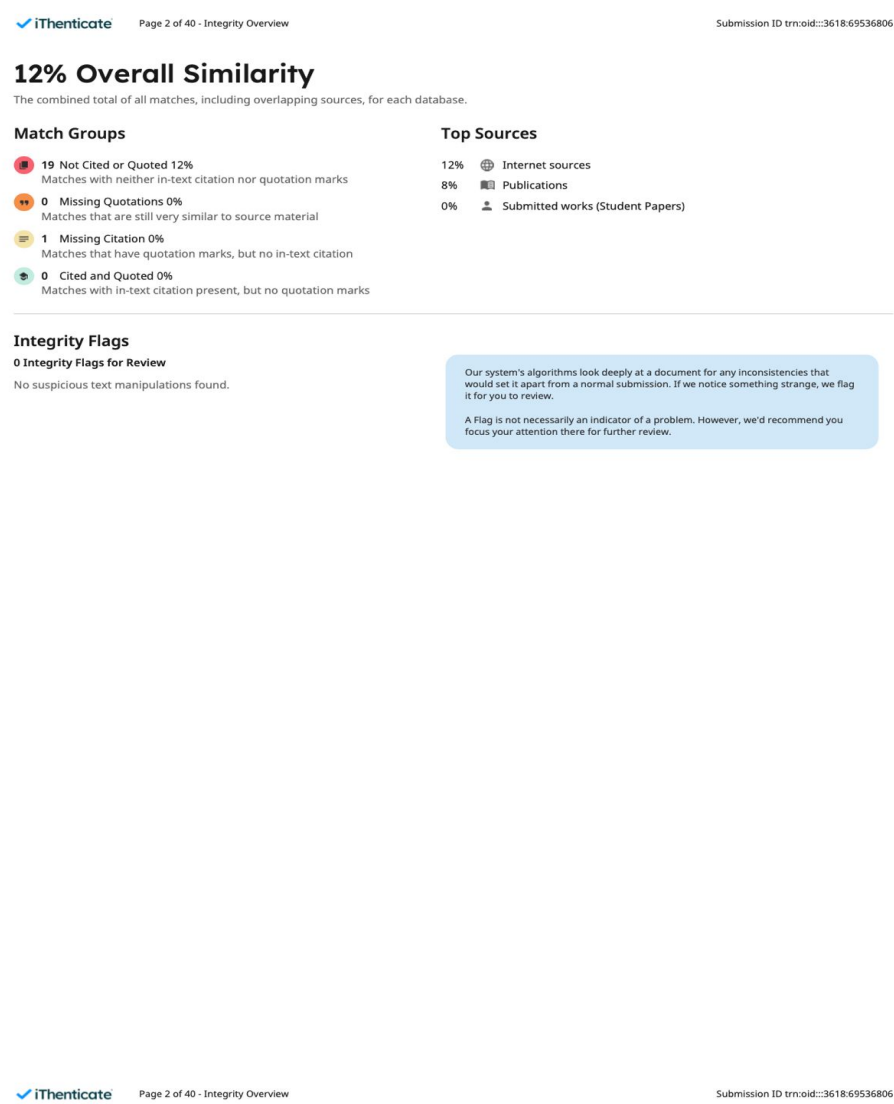 iThenticate Page 2 of 40 - Integrity Overview Submission ID trn:oid:::3618:69536806
12% Overall Similarity
The combined total of all matches, including overlapping sources, for each database.
Match Groups
19 Not Cited or Quoted 12%
Matches with neither in-text citation nor quotation marks
0 Missing Quotations 0%
Matches that are still very similar to source material
1 Missing Citation 0%
Matches that have quotation marks, but no in-text citation
0 Cited and Quoted 0%
Matches with in-text citation present, but no quotation marks
Top Sources
12% Internet sources
8% Publications
0% Submitted works (Student Papers)
Integrity Flags
0 Integrity Flags for Review
No suspicious text manipulations found.
Our system's algorithms look deeply at a document for any inconsistencies that
would set it apart from a normal submission. If we notice something strange, we flag
it for you to review.
A Flag is not necessarily an indicator of a problem. However, we'd recommend you
focus your attention there for further review.
iThenticate Page 2 of 40 - Integrity Overview Submission ID trn:oid:::3618:69536806